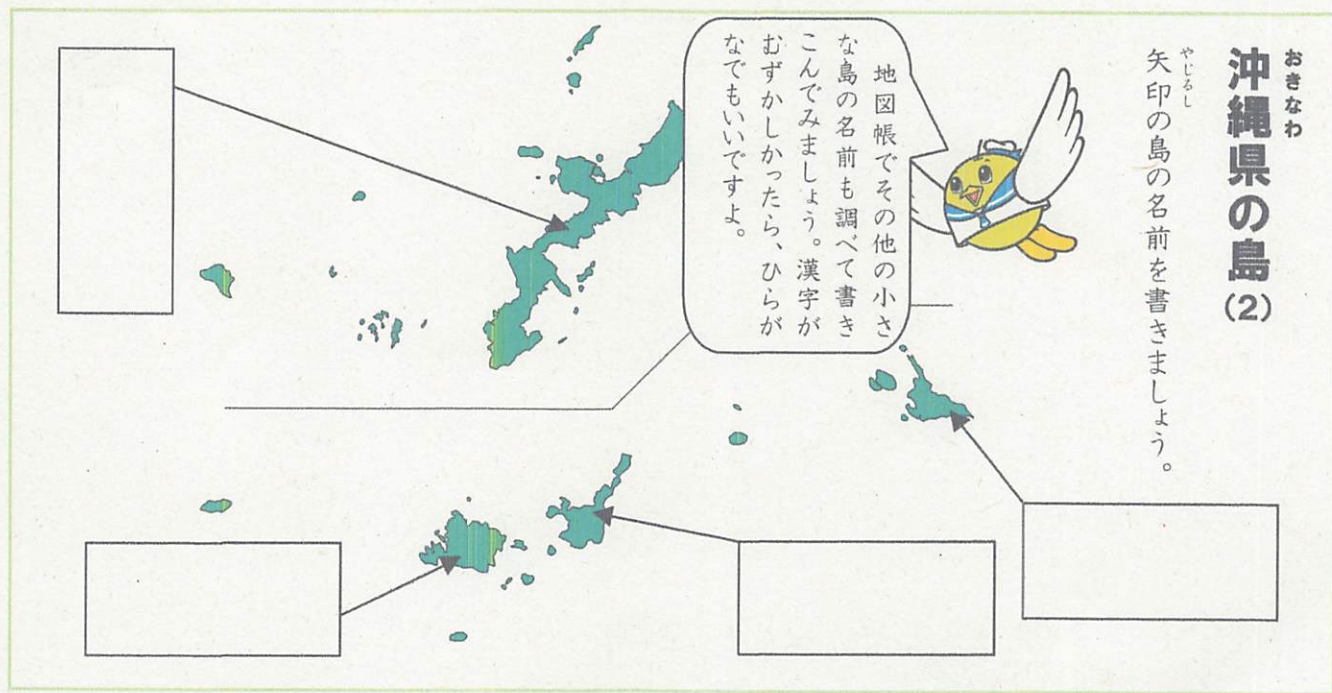 おきなわ
沖縄県の島(2)
やじるし
矢印の島の名前を書きましょう。
地図帳でその他の小さ
な島の名前も調べて書き
こんでみましょう。漢字が
むずかしかったら、ひらが
なでもいいですよ。